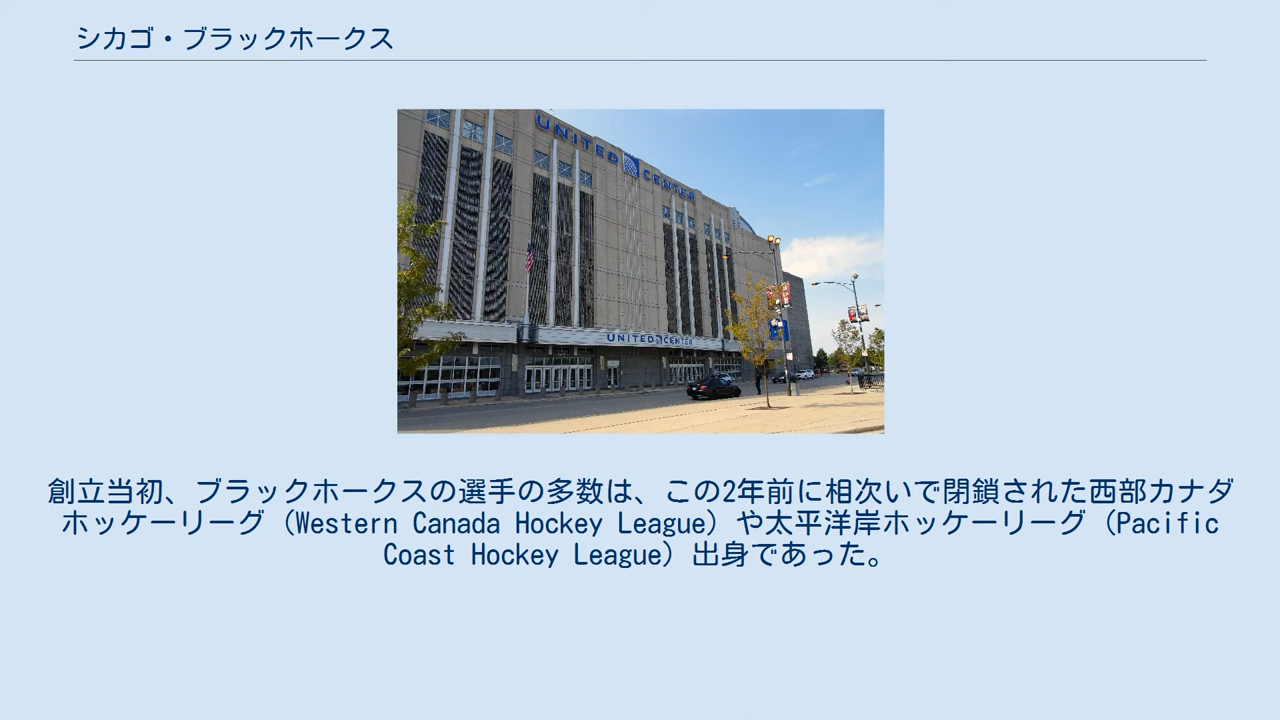 シカゴ・ブラックホークス
UNITED CENTER
UNITED CENTER
創立当初、ブラックホークスの選手の多数は、この2年前に相次いで閉鎖された西部カナダ
ホッケーリーグ（Western Canada Hockey League）や太平洋岸ホッケーリーグ（Pacific
Coast Hockey League）出身であった。